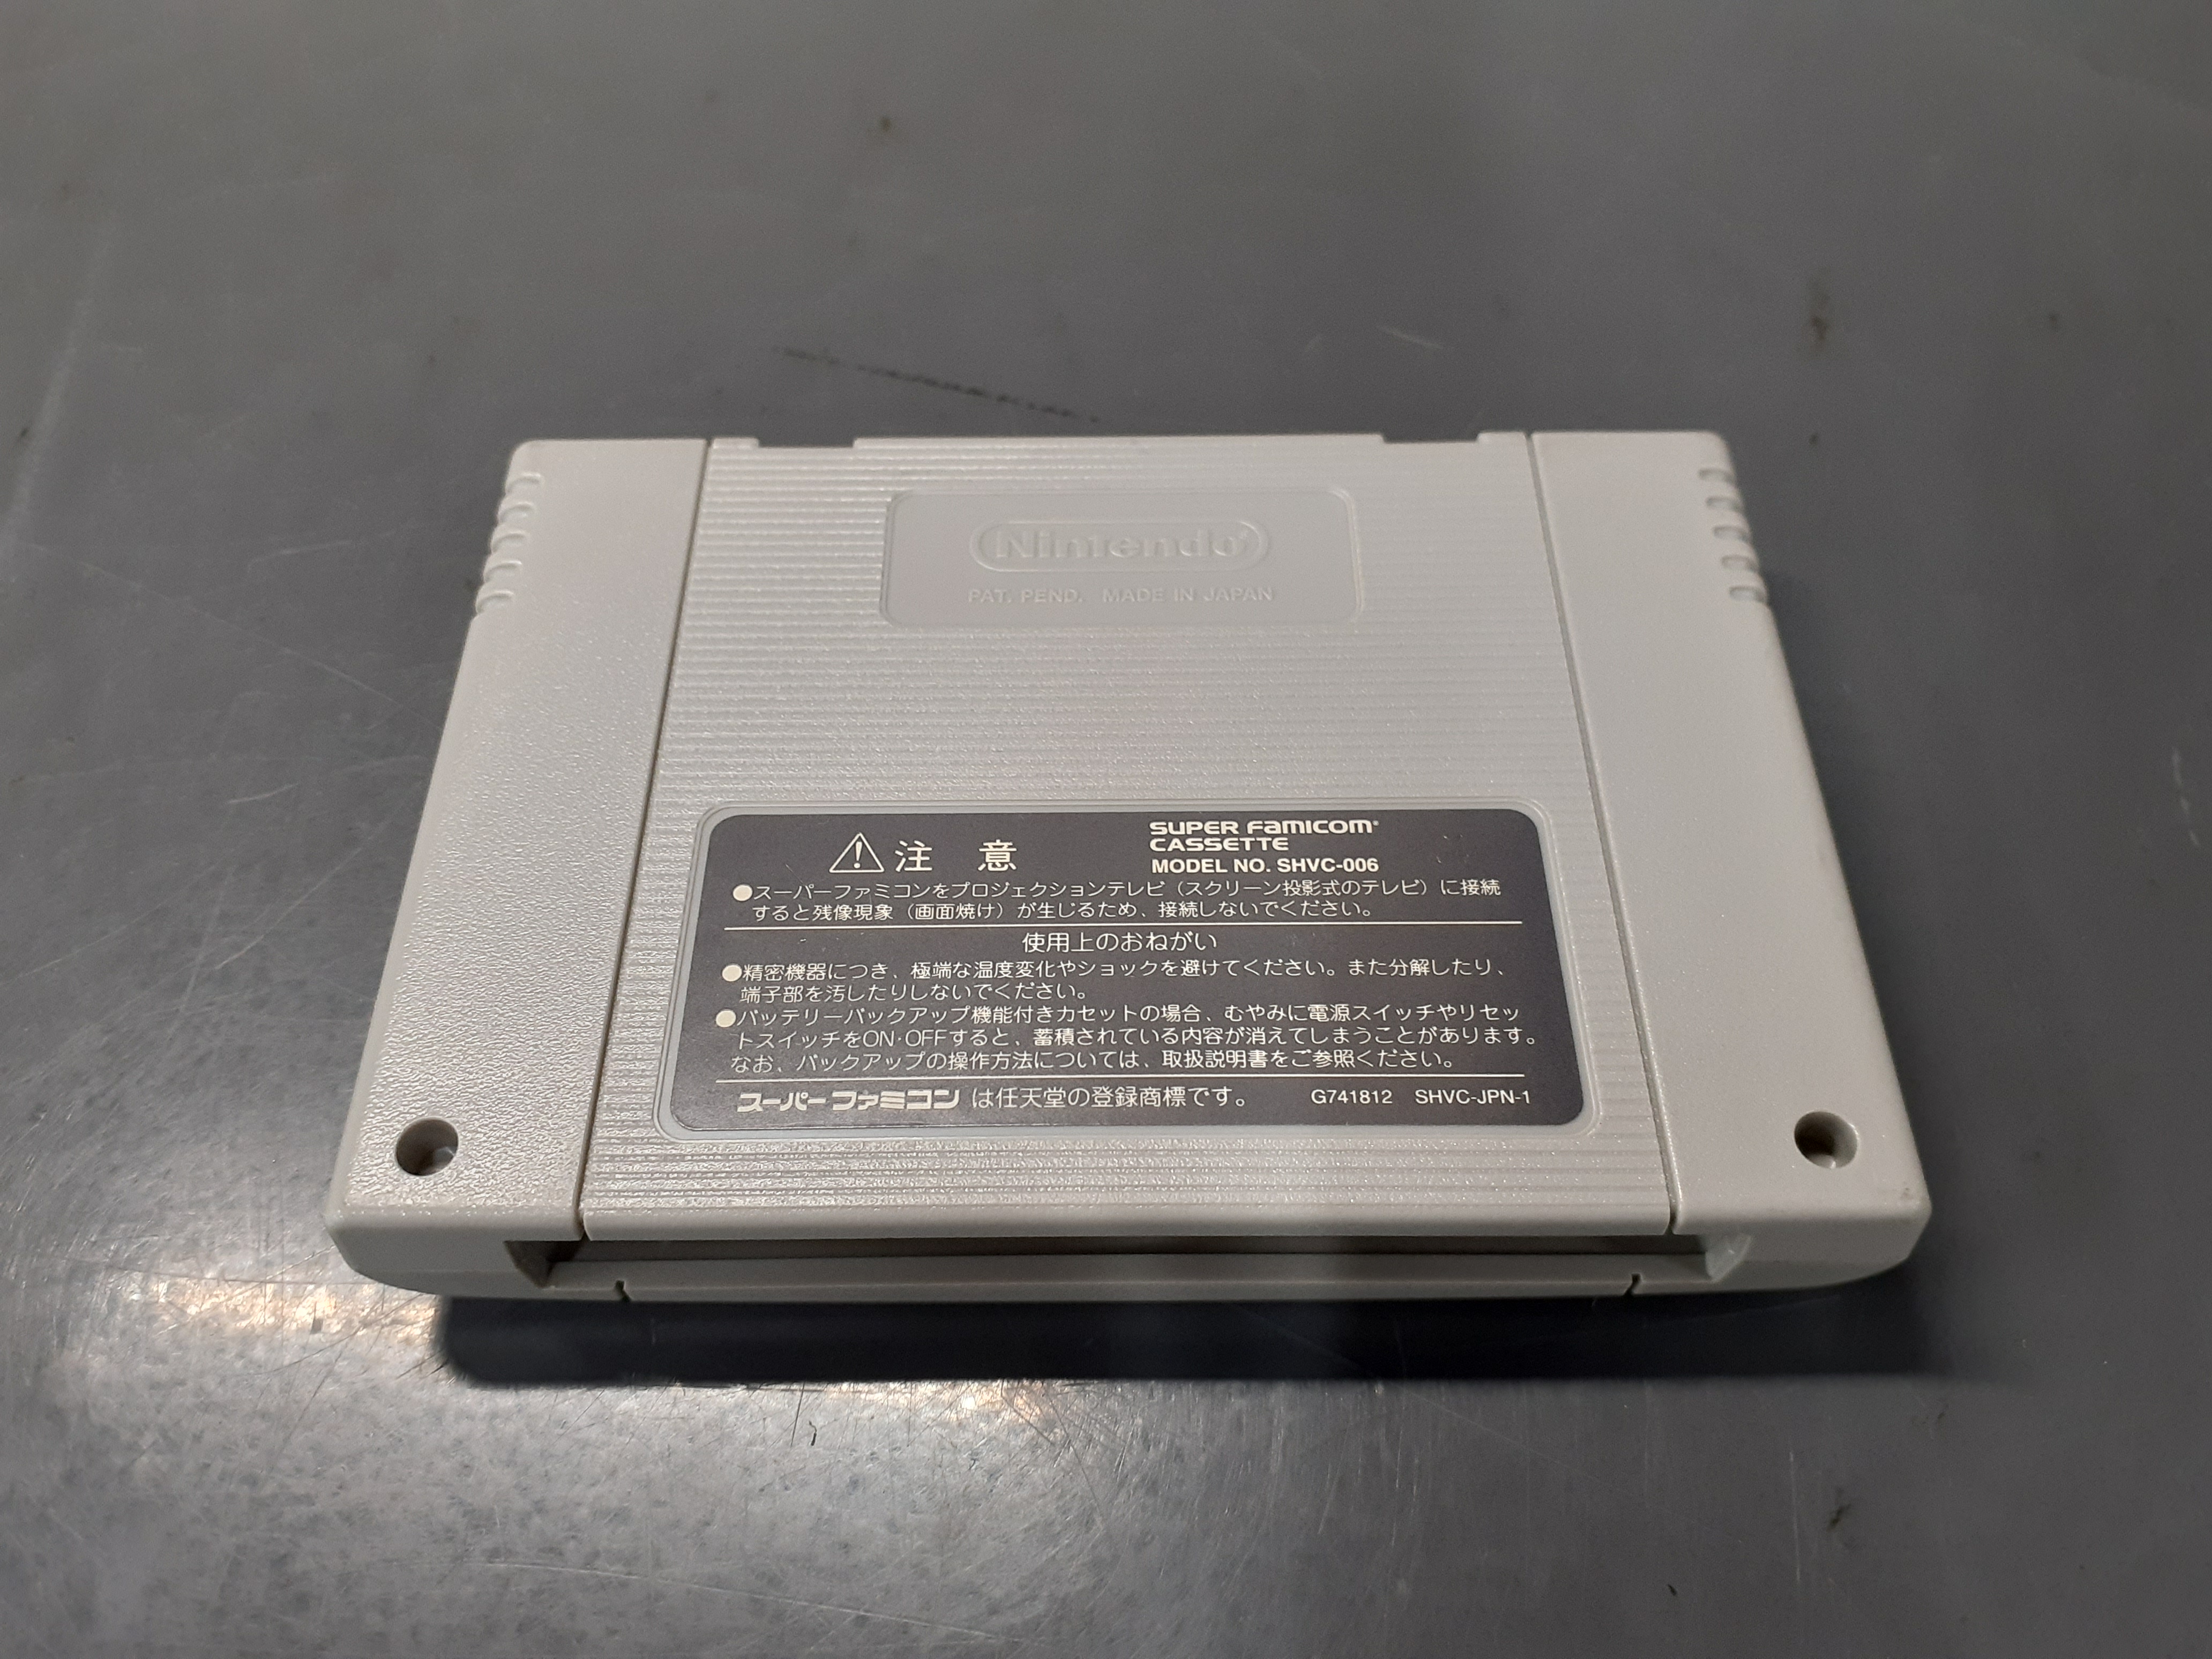 Nintendo®
PAT. PEND. MADE IN JAPAN
注意
SUPER FAMICOM®
CASSETTE
MODEL NO. SHVC-006
●スーパーファミコンをプロジェクションテレビ（スクリーン投影式のテレビ）に接続
すると残像現象（画面焼け）が生じるため、接続しないでください。
使用上のおねがい
●精密機器につき、極端な温度変化やショックを避けてください。また分解したり、
端子部を汚したりしないでください。
●バッテリーバックアップ機能付きカセットの場合、むやみに電源スイッチやリセッ
トスイッチをON·OFFすると、蓄積されている内容が消えてしまうことがあります。
なお、バックアップの操作方法については、取扱説明書をご参照ください。
スーパーファミコン は任天堂の登録商標です。 G741812 SHVC-JPN-1